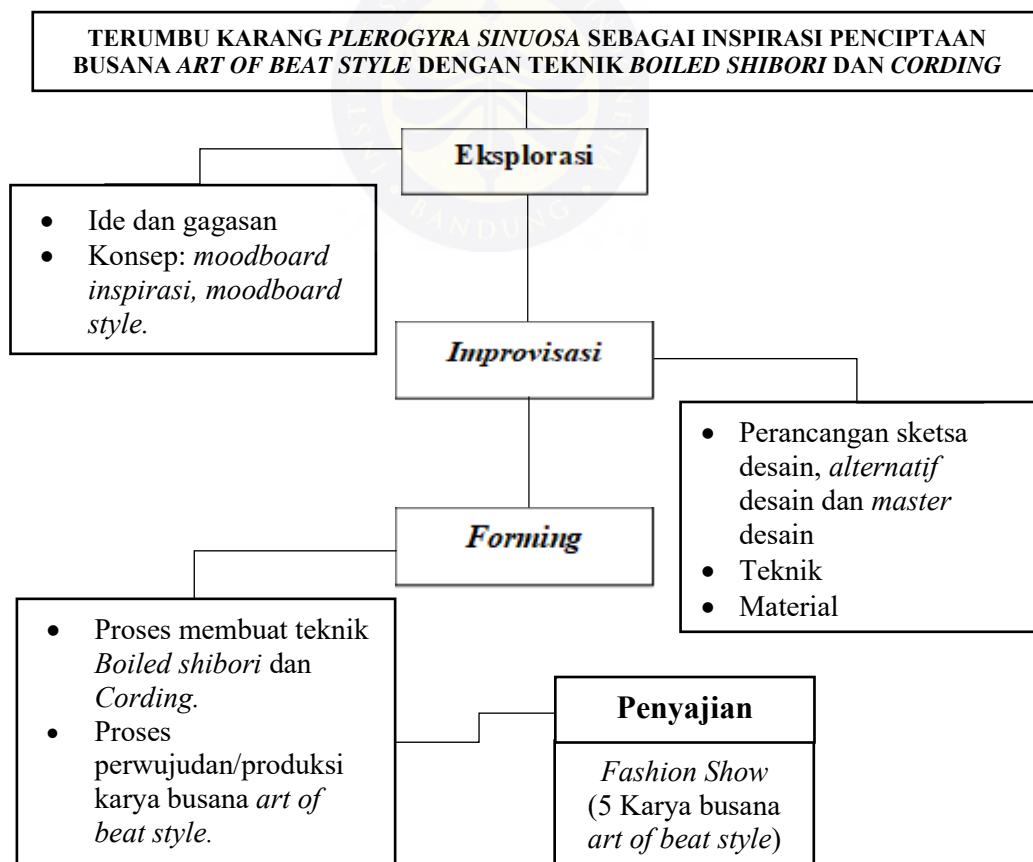 TERUMBU KARANG PLEROGYRA SINUOSA SEBAGAI INSPIRASI PENCIPTAAN
BUSANA ART OF BEAT STYLE DENGAN TEKNIK BOILED SHIBORI DAN CORDING
Eksplorasi
• Ide dan gagasan
• Konsep: moodboard
inspirasi, moodboard
style.
Improvisasi
• Perancangan sketsa
desain, alternatif
desain dan master
desain
• Teknik
• Material
Forming
• Proses membuat teknik
Boiled shibori dan
Cording.
• Proses
perwujudan/produksi
karya busana art of
beat style.
Penyajian
Fashion Show
(5 Karya busana
art of beat style)
BANDUNG